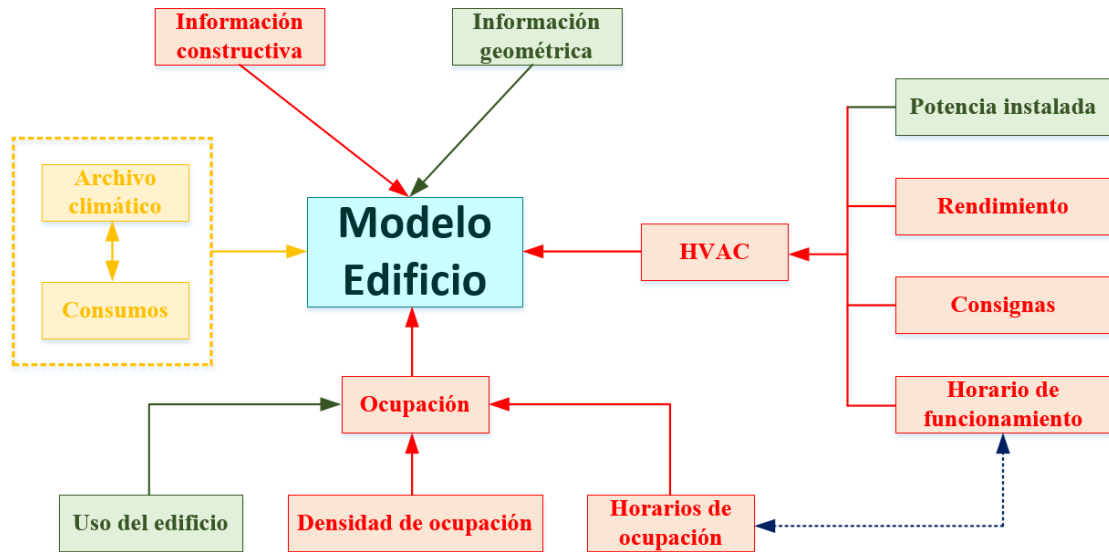 Información
constructiva
Información
geométrica
Potencia instalada
Archivo
climático
Modelo
Edificio
Rendimiento
HVAC
Consumos
Consignas
Ocupación
Horario de
funcionamiento
Uso del edificio
Densidad de ocupación
Horarios de
ocupación